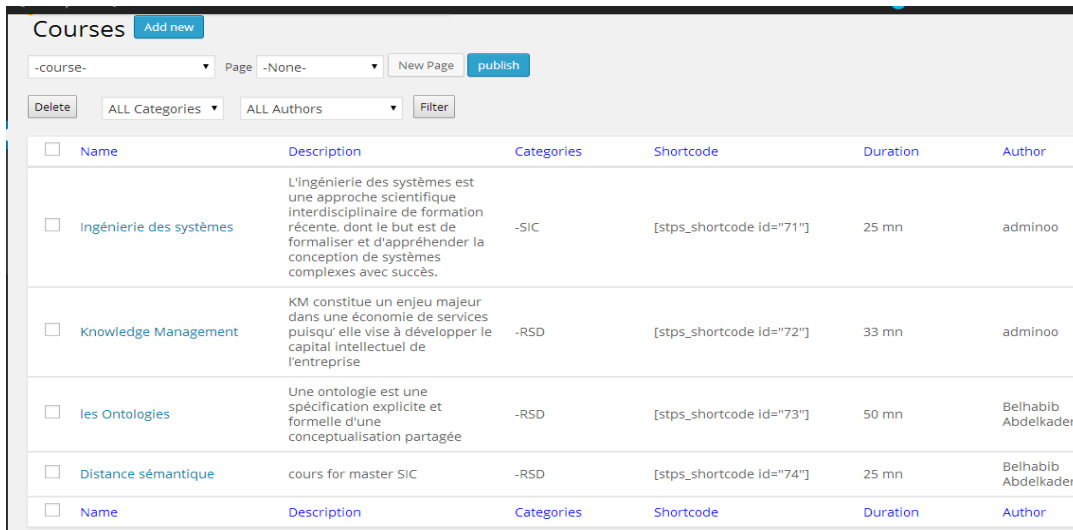 Courses Add new
-course- Page -None- New Page publish
Delete ALL Categories ALL Authors Filter
Name Description Categories Shortcode Duration Author
L'ingénierie des systèmes est
une approche scientifique
interdisciplinaire de formation
Ingénierie des systèmes récente, dont le but est de -SIC [stps_shortcode id="71"] 25 mn adminoo
formaliser et d'appréhender la
conception de systèmes
complexes avec succès.
KM constitue un enjeu majeur
dans une économie de services
Knowledge Management puisqu' elle vise à développer le -RSD [stps_shortcode id="72"] 33 mn adminoo
capital intellectuel de
l'entreprise
Une ontologie est une
spécification explicite et
les Ontologies formelle d'une -RSD [stps_shortcode id="73"] 50 mn Belhabib Abdelkader
conceptualisation partagée
Distance sémantique cours for master SIC -RSD [stps_shortcode id="74"] 25 mn Belhabib Abdelkader
Name Description Categories Shortcode Duration Author